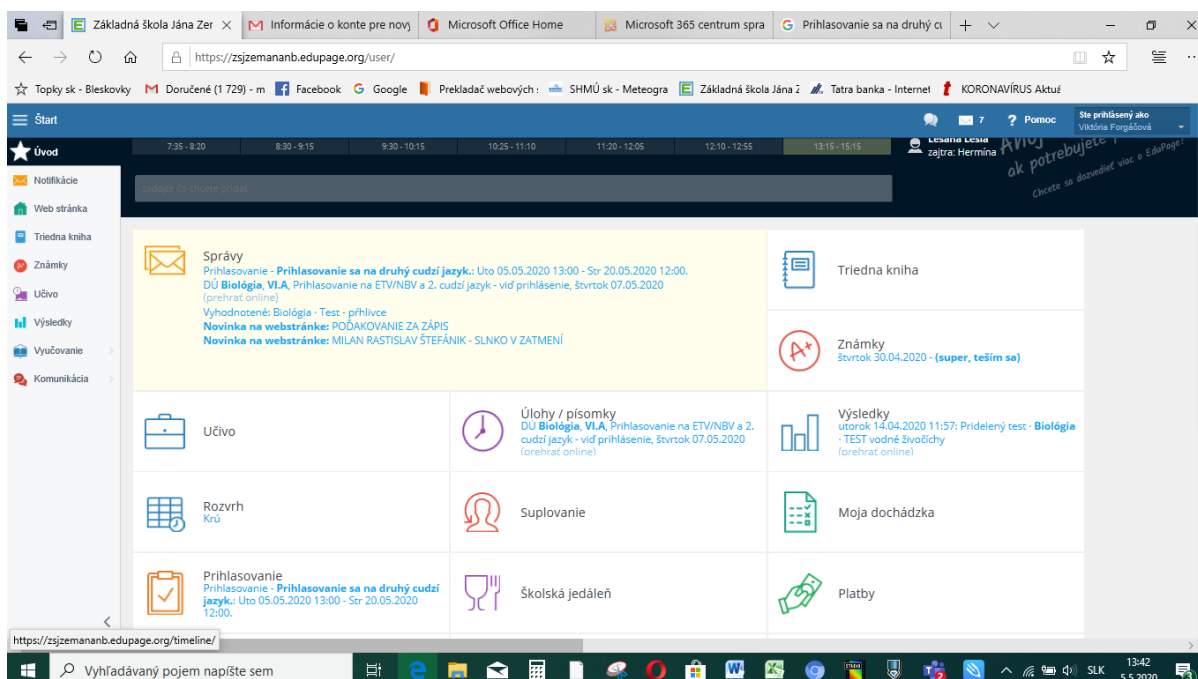 Základná škola Jána Zer
Informácie o konte pre nový
Microsoft Office Home
Microsoft 365 centrum spra
Prihlasovanie sa na druhý cu
https://zsjzemananb.edupage.org/user/
Topky sk - Bleskovky
Doručené (1 729) - m
Facebook
Google
Prekladač webových
SHMÚ sk - Meteogra
Základná škola Jána Z
Tatra banka - Internet
KORONAVÍRUS Aktuá
Štart
7
Pomoc
Ste prihlásený ako
Viktória Forgáčová
Úvod
7:35 - 8:20
8:30 - 9:15
9:30 - 10:15
10:25 - 11:10
11:20 - 12:05
12:10 - 12:55
13:15 - 15:15
Lesana Lesia
zajtra: Hermína
Ahoj
ak potrebujete
Chcete sa dozvedieť viac o EduPage?
zadajte čo chcete pridať
Notifikácie
Web stránka
Triedna kniha
Známky
Učivo
Výsledky
Vyučovanie
Komunikácia
Správy
Prihlasovanie - Prihlasovanie sa na druhý cudzí jazyk.: Uto 05.05.2020 13:00 - Str 20.05.2020 12:00.
DÚ Biológia, VI.A, Prihlasovanie na ETV/NBV a 2. cudzí jazyk - viď prihlásenie, štvrtok 07.05.2020
(prehrať online)
Vyhodnotené: Biológia · Test - pŕhlivce
Novinka na webstránke: POĎAKOVANIE ZA ZÁPIS
Novinka na webstránke: MILAN RASTISLAV ŠTEFÁNIK - SLNKO V ZATMENÍ
Triedna kniha
Známky
štvrtok 30.04.2020 - (super, teším sa)
Učivo
Úlohy / písomky
DÚ Biológia, VI.A, Prihlasovanie na ETV/NBV a 2.
cudzí jazyk - viď prihlásenie, štvrtok 07.05.2020
(prehrať online)
Výsledky
utorok 14.04.2020 11:57: Pridelený test · Biológia
· TEST vodné živočíchy
(prehrať online)
Rozvrh
Krú
Suplovanie
Moja dochádzka
Prihlasovanie
Prihlasovanie - Prihlasovanie sa na druhý cudzí
jazyk.: Uto 05.05.2020 13:00 - Str 20.05.2020
12:00.
Školská jedáleň
Platby
https://zsjzemananb.edupage.org/timeline/
Vyhľadávaný pojem napíšte sem
SLK
13:42
5.5.2020